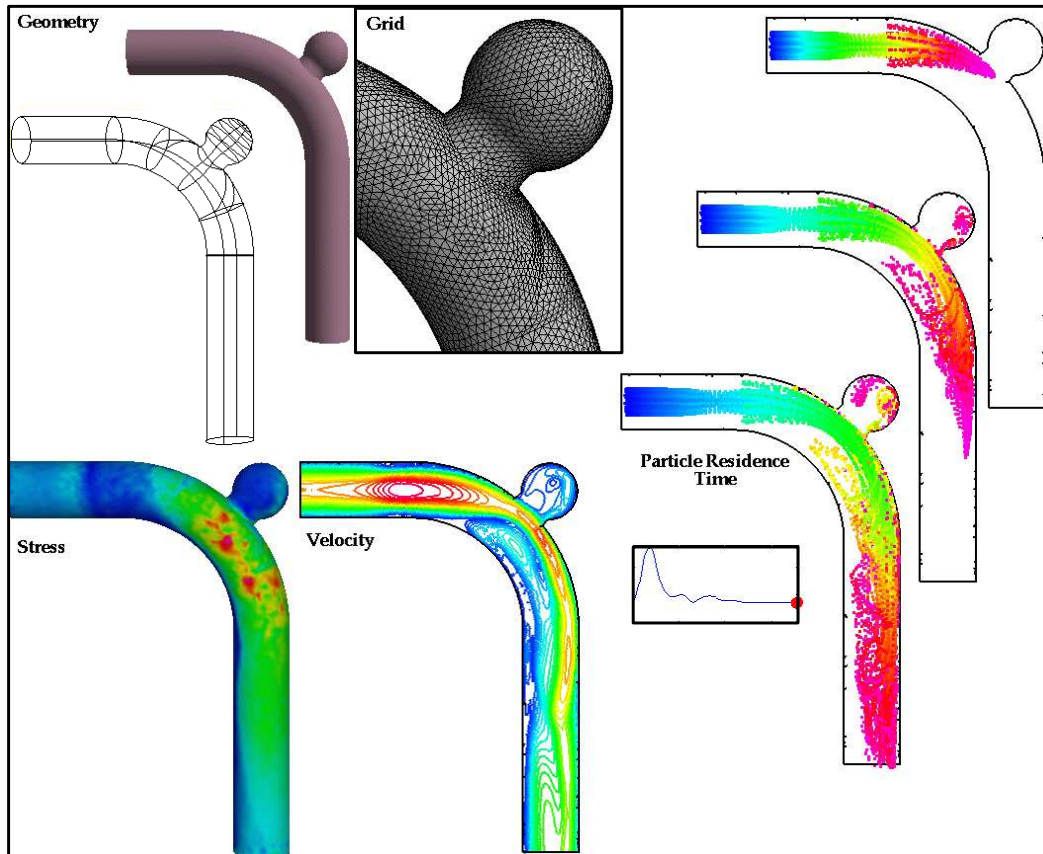 Geometry
Grid
Particle Residence
Time
Stress
Velocity